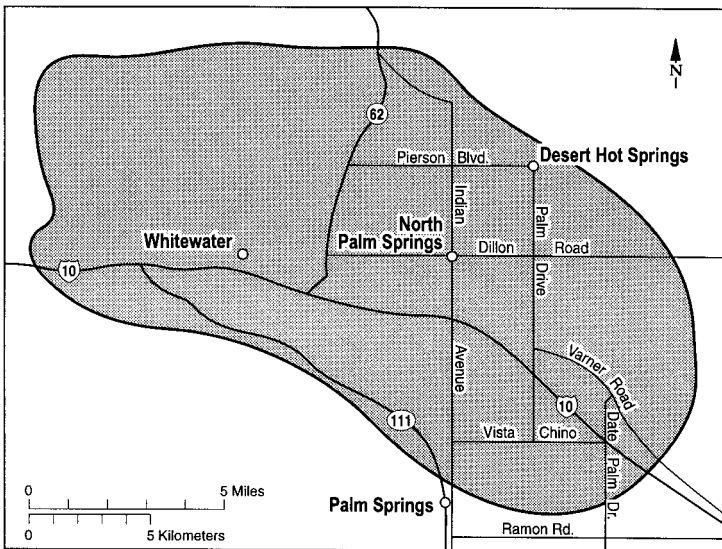 N
62
Pierson Blvd.
Desert Hot Springs
Indian
Palm
North
Palm Springs
Whitewater
Dillon Road
10
Drive
Avenue
Varner Road
10
111
Vista Chino
Date Palm Dr.
0 5 Miles
0 5 Kilometers
Palm Springs
Ramon Rd.